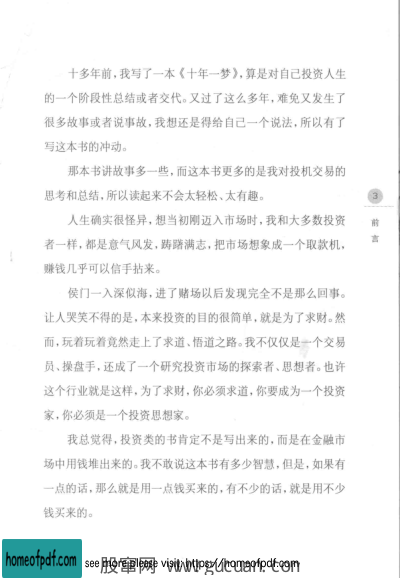 十多年前，我写了一本《十年一梦》，算是对自己投资人生
的一个阶段性总结或者交代。又过了这么多年，难免又发生了
很多故事或者说事故，我想还是得给自己一个说法，所以有了
写这本书的冲动。
那本书讲故事多一些，而这本书更多的是我对投机交易的
思考和总结，所以读起来不会太轻松、太有趣。
3
人生确实很怪异，想当初刚迈入市场时，我和大多数投资
前
者一样，都是意气风发，踌躇满志，把市场想象成一个取款机，
言
赚钱几乎可以信手拈来。
侯门一入深似海，进了赌场以后发现完全不是那么回事。
让人哭笑不得的是，本来投资的目的很简单，就是为了求财。然
而，玩着玩着竟然走上了求道、悟道之路。我不仅仅是一个交易
员、操盘手，还成了一个研究投资市场的探索者、思想者。也许
这个行业就是这样，为了求财，你必须求道，你要成为一个投资
家，你必须是一个投资思想家。
我总觉得，投资类的书肯定不是写出来的，而是在金融市
场中用钱堆出来的。我不敢说这本书有多少智慧，但是，如果有
一点的话，那么就是用一点钱买来的，有不少的话，就是用不少
钱买来的。
homeofpdf.com
see more please visit: https://homeofpdf.com
股窜网 www.gucuan.com